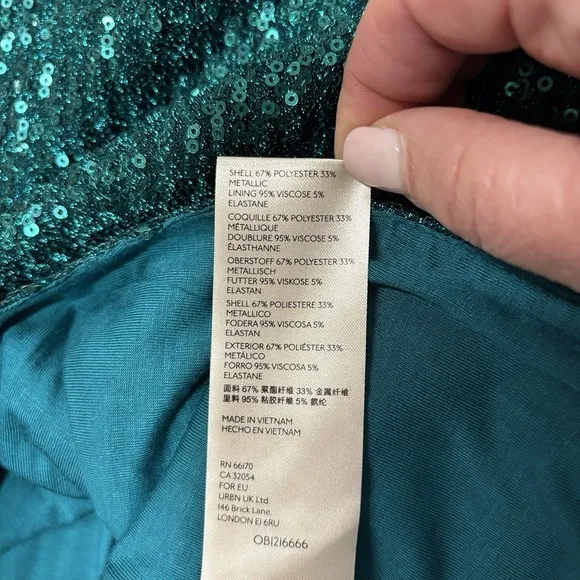 SHELL 67% POLYESTER 33%
METALLIC
LINING 95% VISCOSE 5%
ELASTANE
COQUILLE 67% POLYESTER 33%
MÉTALLIQUE
DOUBLURE 95% VISCOSE 5%
ÉLASTHANNE
OBERSTOFF 67% POLYESTER 33%
METALLISCH
FUTTER 95% VISKOSE 5%
ELASTAN
SHELL 67% POLIESTERE 33%
METALLICO
FODERA 95% VISCOSA 5%
ELASTAN
EXTERIOR 67% POLIÉSTER 33%
METÁLICO
FORRO 95% VISCOSA 5%
ELASTANE
面料 67% 聚酯纤维 33% 金属纤维
里料 95% 粘胶纤维 5% 氨纶
MADE IN VIETNAM
HECHO EN VIETNAM
RN 66170
CA 32054
FOR EU
URBN UK Ltd.
146 Brick Lane,
LONDON E1 6RU
OB1216666